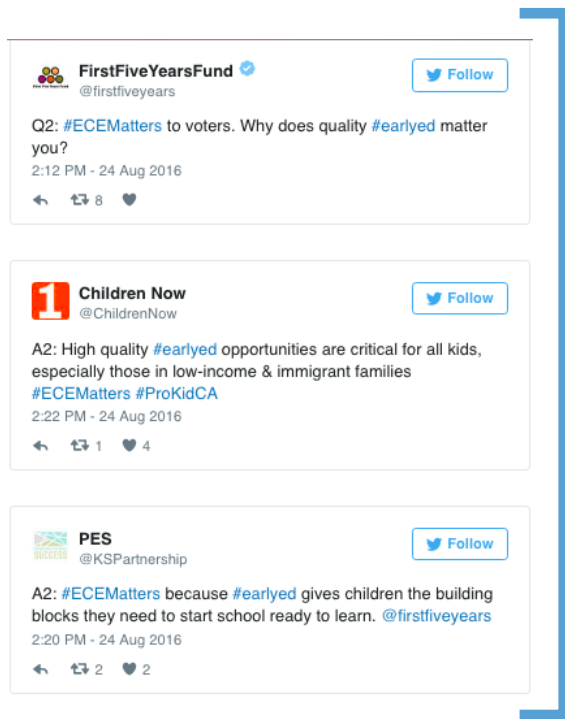 FirstFiveYearsFund
Follow
@firstfiveyears
Q2: #ECEMatters to voters. Why does quality #earlyed matter
you?
2:12 PM - 24 Aug 2016
8
1
Children Now
Follow
@ChildrenNow
A2: High quality #earlyed opportunities are critical for all kids,
especially those in low-income & immigrant families
#ECEMatters #ProKidCA
2:22 PM - 24 Aug 2016
1 4
SUCCESS
PES
Follow
@KSPartnership
A2: #ECEMatters because #earlyed gives children the building
blocks they need to start school ready to learn. @firstfiveyears
2:20 PM - 24 Aug 2016
2 2